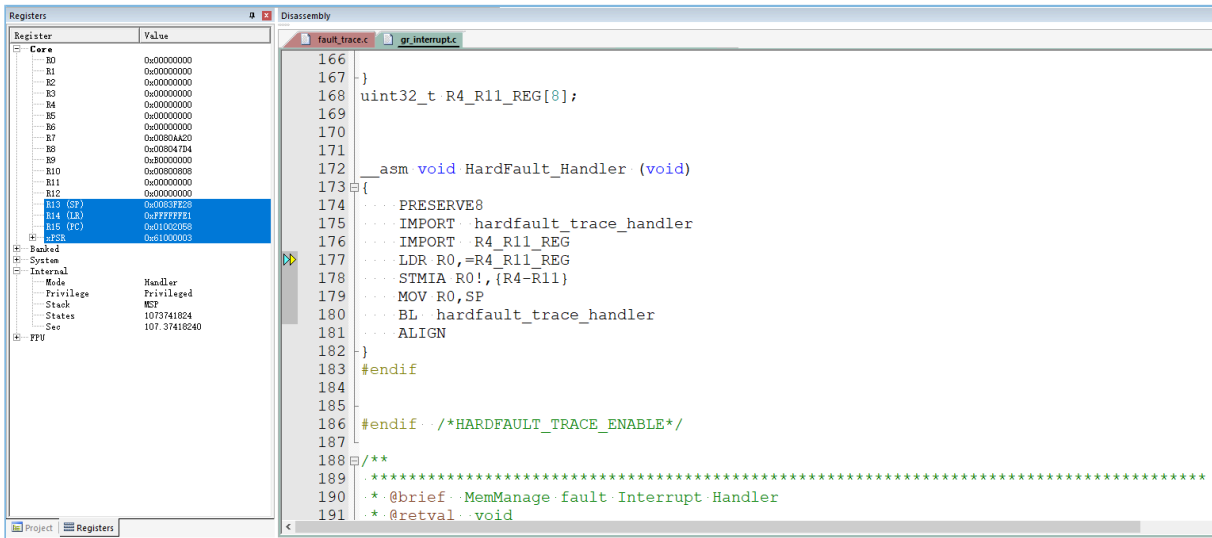 Registers
Register Value
Core
R0 0x00000000
R1 0x00000000
R2 0x00000000
R3 0x00000000
R4 0x00000000
R5 0x00000000
R6 0x00000000
R7 0x0080AA20
R8 0x008047D4
R9 0xB0000000
R10 0x00800808
R11 0x00000000
R12 0x00000000
R13 (SP) 0x0083FE28
R14 (LR) 0xFFFFFFE1
R15 (PC) 0x01002058
xPSR 0x61000003
Banked
System
Internal
Mode Handler
Privilege Privileged
Stack MSP
States 1073741824
Sec 107.37418240
FPU
Project Registers
Disassembly
fault_trace.c gr_interrupt.c
166
167 }
168 uint32_t R4_R11_REG[8];
169
170
171
172 __asm void HardFault_Handler (void)
173 {
174 PRESERVE8
175 IMPORT hardfault_trace_handler
176 IMPORT R4_R11_REG
177 LDR R0,=R4_R11_REG
178 STMIA R0!,{R4-R11}
179 MOV R0,SP
180 BL hardfault_trace_handler
181 ALIGN
182 }
183 #endif
184
185
186 #endif /*HARDFAULT_TRACE_ENABLE*/
187
188 /**
189 *****************************************************************************************
190 * @brief MemManage fault Interrupt Handler
191 * @retval void